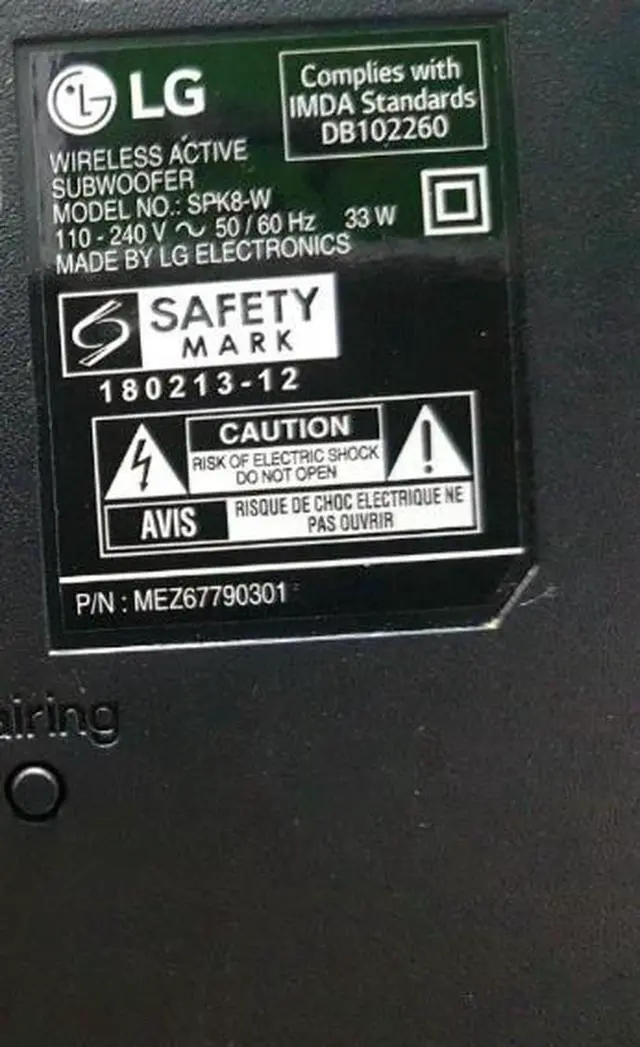 LG
Complies with
IMDA Standards
DB102260
WIRELESS ACTIVE
SUBWOOFER
MODEL NO.: SPK8-W
110 - 240 V ~ 50 / 60 Hz 33 W
MADE BY LG ELECTRONICS
SAFETY
MARK
180213-12
CAUTION
RISK OF ELECTRIC SHOCK
DO NOT OPEN
AVIS
RISQUE DE CHOC ELECTRIQUE NE
PAS OUVRIR
P/N : MEZ67790301